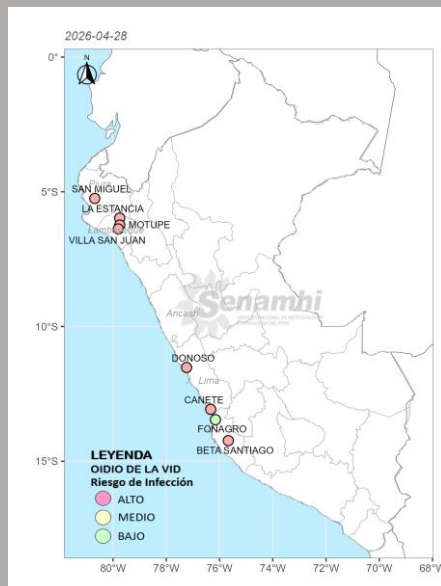 2026-04-28
N
0°
5°S
10°S
15°S
Piura
SAN MIGUEL
LA ESTANCIA
MOTUPE
VILLA SAN JUAN
Senamhi
Ancash
DONOSO
Lima
CANETE
FONAGRO
BETA SANTIAGO
LEYENDA
OIDIO DE LA VID
Riesgo de Infección
ALTO
MEDIO
BAJO
80°W 78°W 76°W 74°W 72°W 70°W 68°W